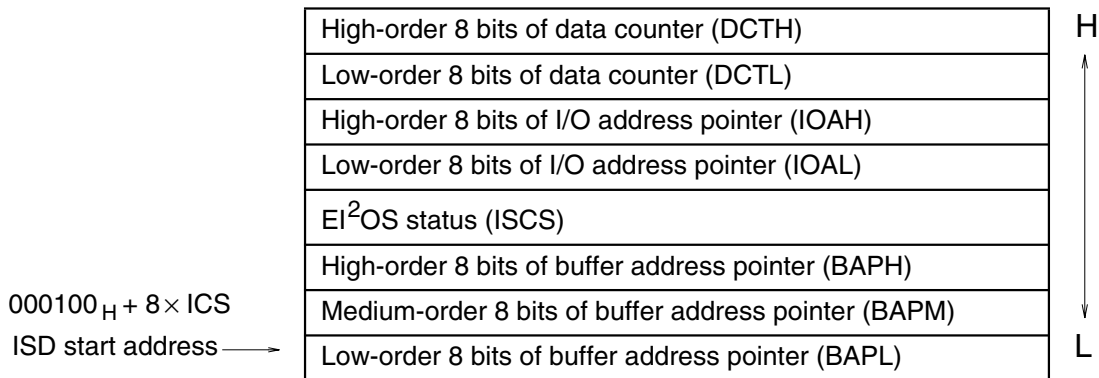 High-order 8 bits of data counter (DCTH)
H
Low-order 8 bits of data counter (DCTL)
High-order 8 bits of I/O address pointer (IOAH)
Low-order 8 bits of I/O address pointer (IOAL)
EI²OS status (ISCS)
High-order 8 bits of buffer address pointer (BAPH)
000100H + 8× ICS
Medium-order 8 bits of buffer address pointer (BAPM)
ISD start address
Low-order 8 bits of buffer address pointer (BAPL)
L